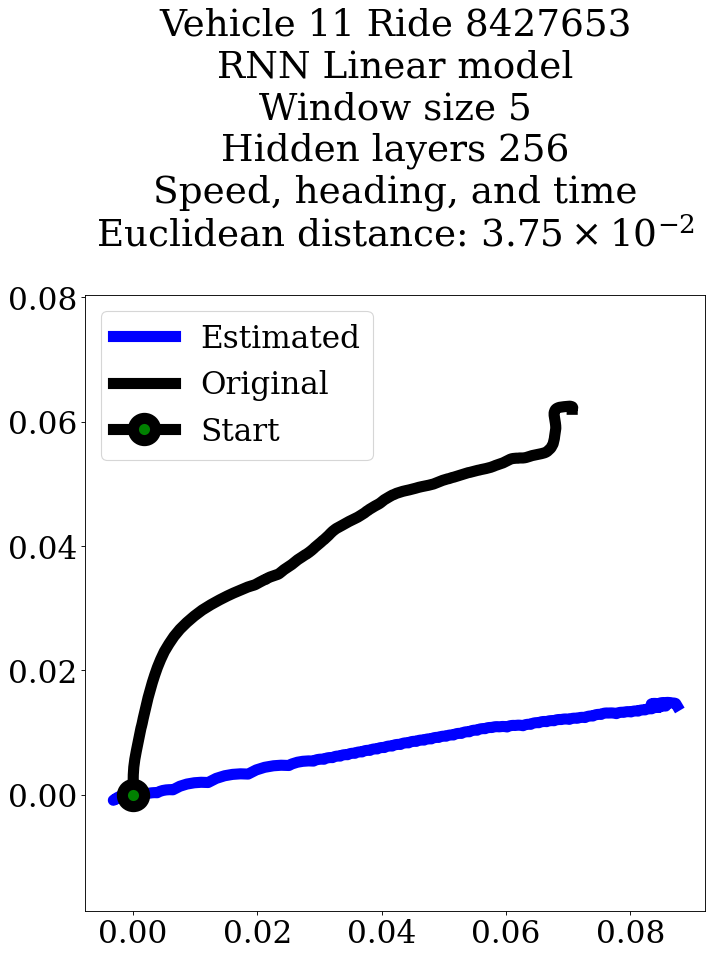 Vehicle 11 Ride 8427653
RNN Linear model
Window size 5
Hidden layers 256
Speed, heading, and time
Euclidean distance: 3.75 × 10⁻²
0.08
Estimated
Original
Start
0.06
0.04
0.02
0.00
0.00 0.02 0.04 0.06 0.08